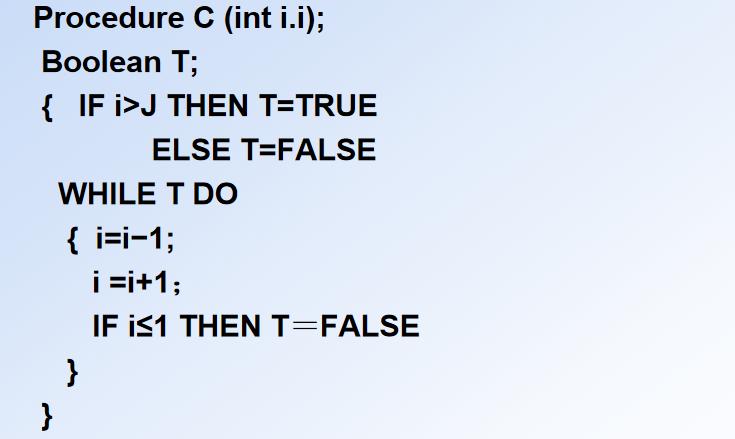 Procedure C (int i.i);
Boolean T;
{ IF i>J THEN T=TRUE
ELSE T=FALSE
WHILE T DO
{ i=i−1;
i =i+1；
IF i≤1 THEN T＝FALSE
}
}